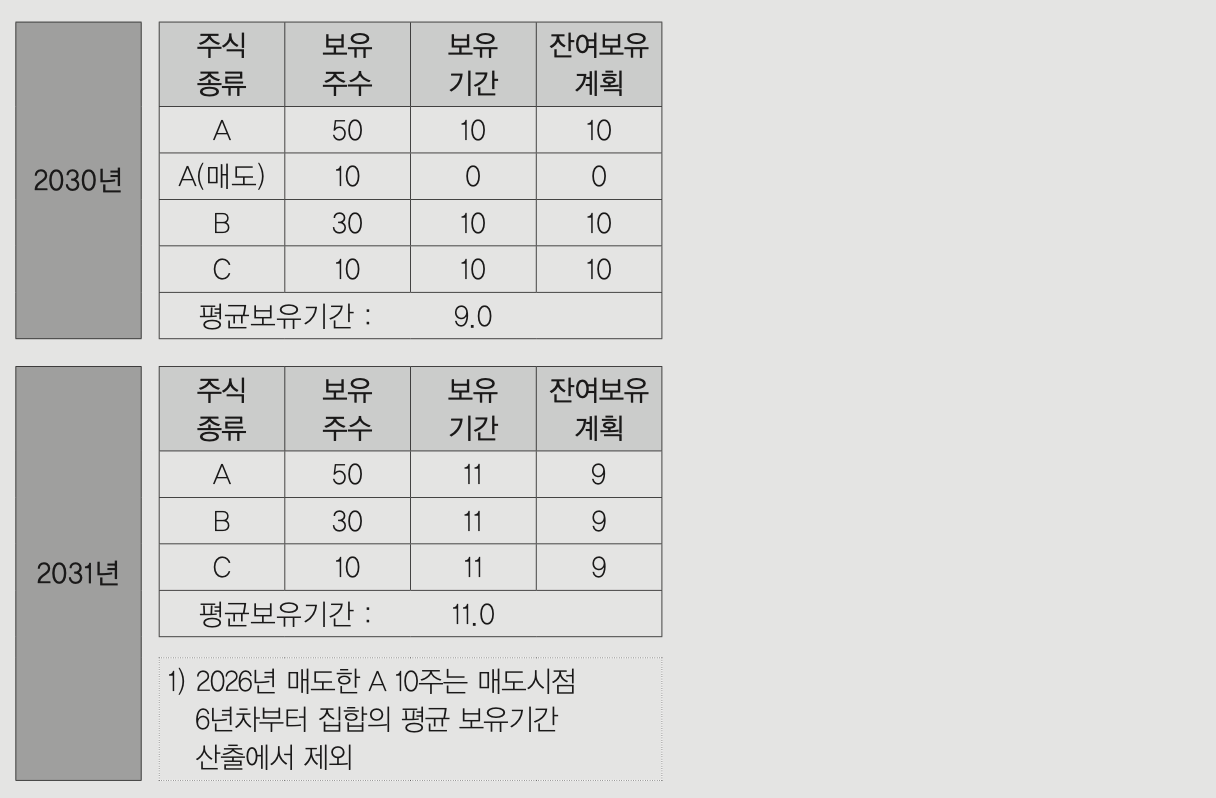 2030년
주식 종류 보유 주수 보유 기간 잔여보유 계획
A 50 10 10
A(매도) 10 0 0
B 30 10 10
C 10 10 10
평균보유기간 : 9.0
2031년
주식 종류 보유 주수 보유 기간 잔여보유 계획
A 50 11 9
B 30 11 9
C 10 11 9
평균보유기간 : 11.0
1) 2026년 매도한 A 10주는 매도시점
6년차부터 집합의 평균 보유기간
산출에서 제외